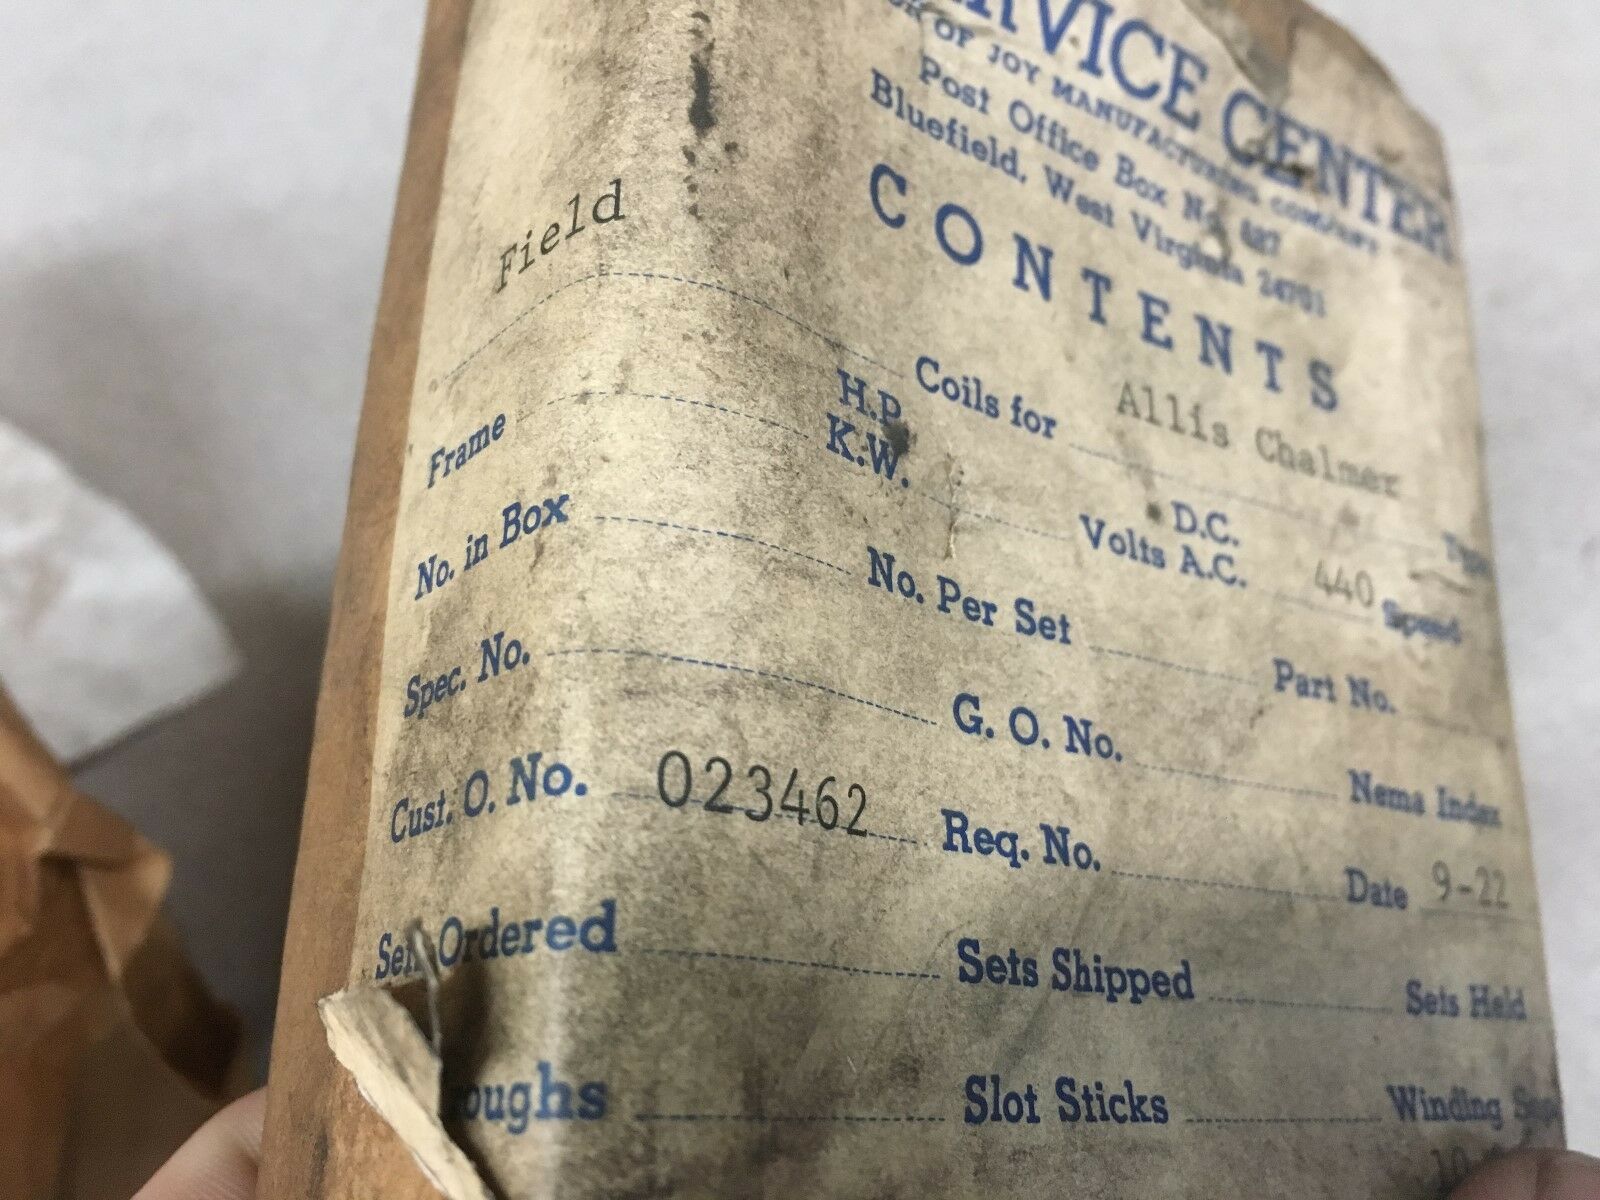 SERVICE CENTER
OF JOY MANUFACTURING COMPANY
Post Office Box No. 487
Bluefield, West Virginia 24701
CONTENTS
Field Coils for Allis Chalmer
Frame H.P. K.W. Volts D.C. A.C. 440 Speed
No. in Box No. Per Set Part No.
Spec. No. G. O. No. Nema Index
Cust. O. No. 023462 Req. No. Date 9-22
Ordered Sets Shipped Sets Held
Slot Sticks Winding